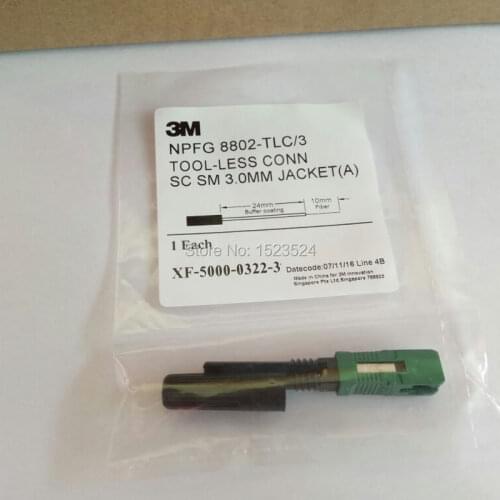 3M
NPFG 8802-TLC/3
TOOL-LESS CONN
SC SM 3.0MM JACKET(A)
24mm 10mm
Buffer coating Fiber
1 Each
Shop Product No: 1523524
XF-5000-0322-3 Datecode:07/11/16 Line 4B
Made in China for 3M Innovation
Singapore Pte Ltd,Singapore 768923